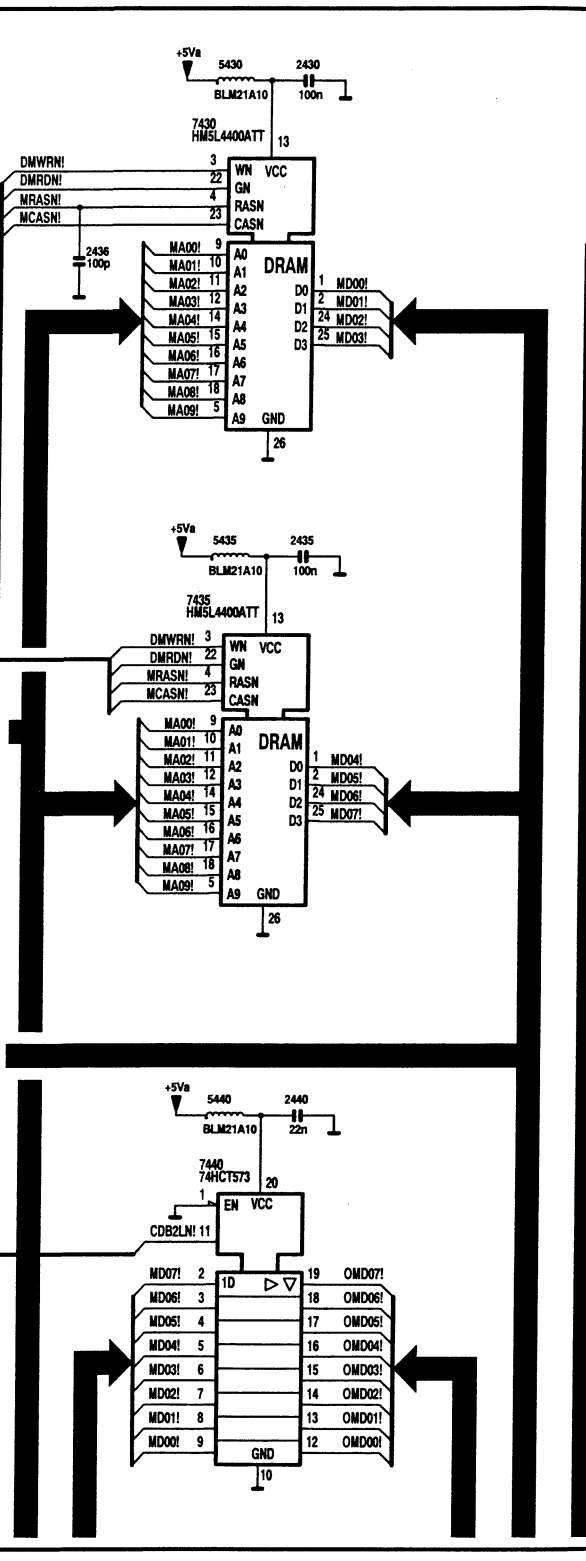 +5Va 5430 2430
BLM21A10 100n
7430
HM5L4400ATT 13
DMWRN! 3 WN VCC
DMRDN! 22 GN
MRASN! 4 RASN
MCASN! 23 CASN
2436
100p
MA00! 9 A0 DRAM
MA01! 10 A1
MA02! 11 A2 D0 1 MD00!
MA03! 12 A3 D1 2 MD01!
MA04! 14 A4 D2 24 MD02!
MA05! 15 A5 D3 25 MD03!
MA06! 16 A6
MA07! 17 A7
MA08! 18 A8
MA09! 5 A9 GND
26
+5Va 5435 2435
BLM21A10 100n
7435
HM5L4400ATT 13
DMWRN! 3 WN VCC
DMRDN! 22 GN
MRASN! 4 RASN
MCASN! 23 CASN
MA00! 9 A0 DRAM
MA01! 10 A1
MA02! 11 A2 D0 1 MD04!
MA03! 12 A3 D1 2 MD05!
MA04! 14 A4 D2 24 MD06!
MA05! 15 A5 D3 25 MD07!
MA06! 16 A6
MA07! 17 A7
MA08! 18 A8
MA09! 5 A9 GND
26
+5Va 5440 2440
BLM21A10 22n
7440
74HCT573 20
1 EN VCC
CDB2LN! 11
MD07! 2 1D 19 OMD07!
MD06! 3 18 OMD06!
MD05! 4 17 OMD05!
MD04! 5 16 OMD04!
MD03! 6 15 OMD03!
MD02! 7 14 OMD02!
MD01! 8 13 OMD01!
MD00! 9 12 OMD00!
GND
10